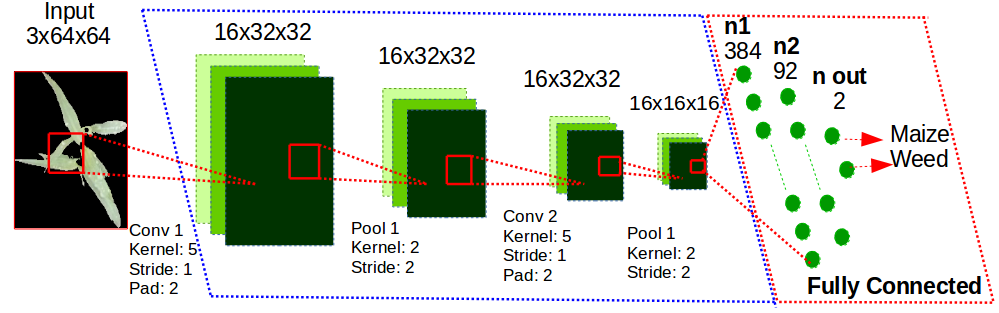 Input
3x64x64
16x32x32
16x32x32
16x32x32
16x16x16
n1
384
n2
92
n out
2
Maize
Weed
Conv 1
Kernel: 5
Stride: 1
Pad: 2
Pool 1
Kernel: 2
Stride: 2
Conv 2
Kernel: 5
Stride: 1
Pad: 2
Pool 1
Kernel: 2
Stride: 2
Fully Connected